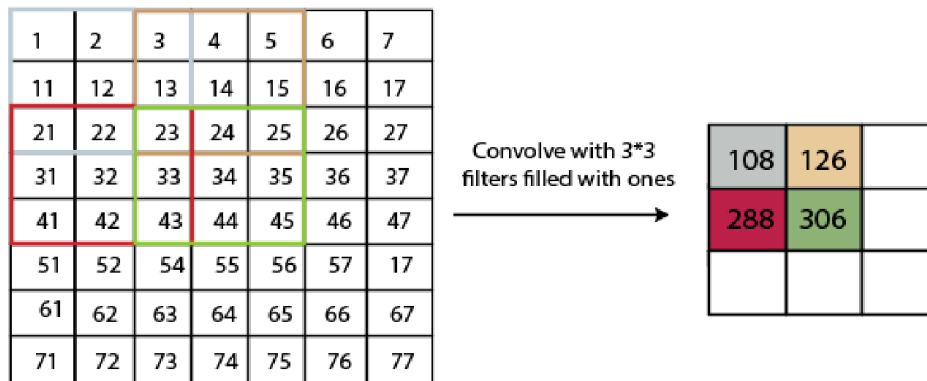 1 2 3 4 5 6 7
11 12 13 14 15 16 17
21 22 23 24 25 26 27
31 32 33 34 35 36 37
41 42 43 44 45 46 47
51 52 54 55 56 57 17
61 62 63 64 65 66 67
71 72 73 74 75 76 77
Convolve with 3*3
filters filled with ones
108 126
288 306